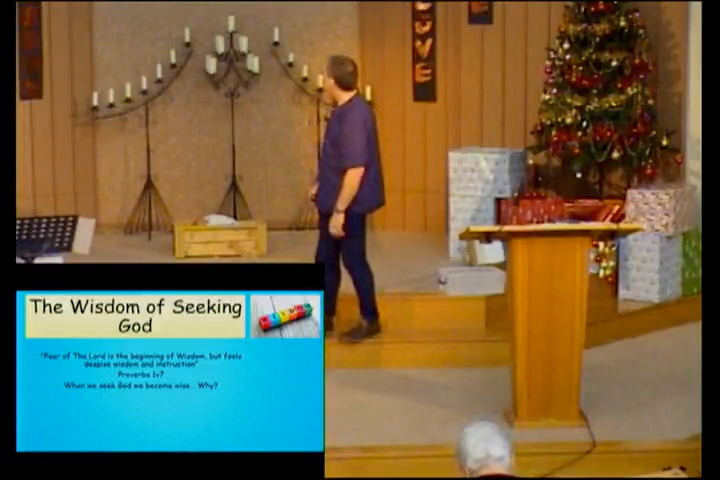 LOVE
The Wisdom of Seeking
God
"Fear of The Lord is the beginning of Wisdom, but fools
despise wisdom and instruction"
Proverbs 1v7
When we seek God we become wise. Why?